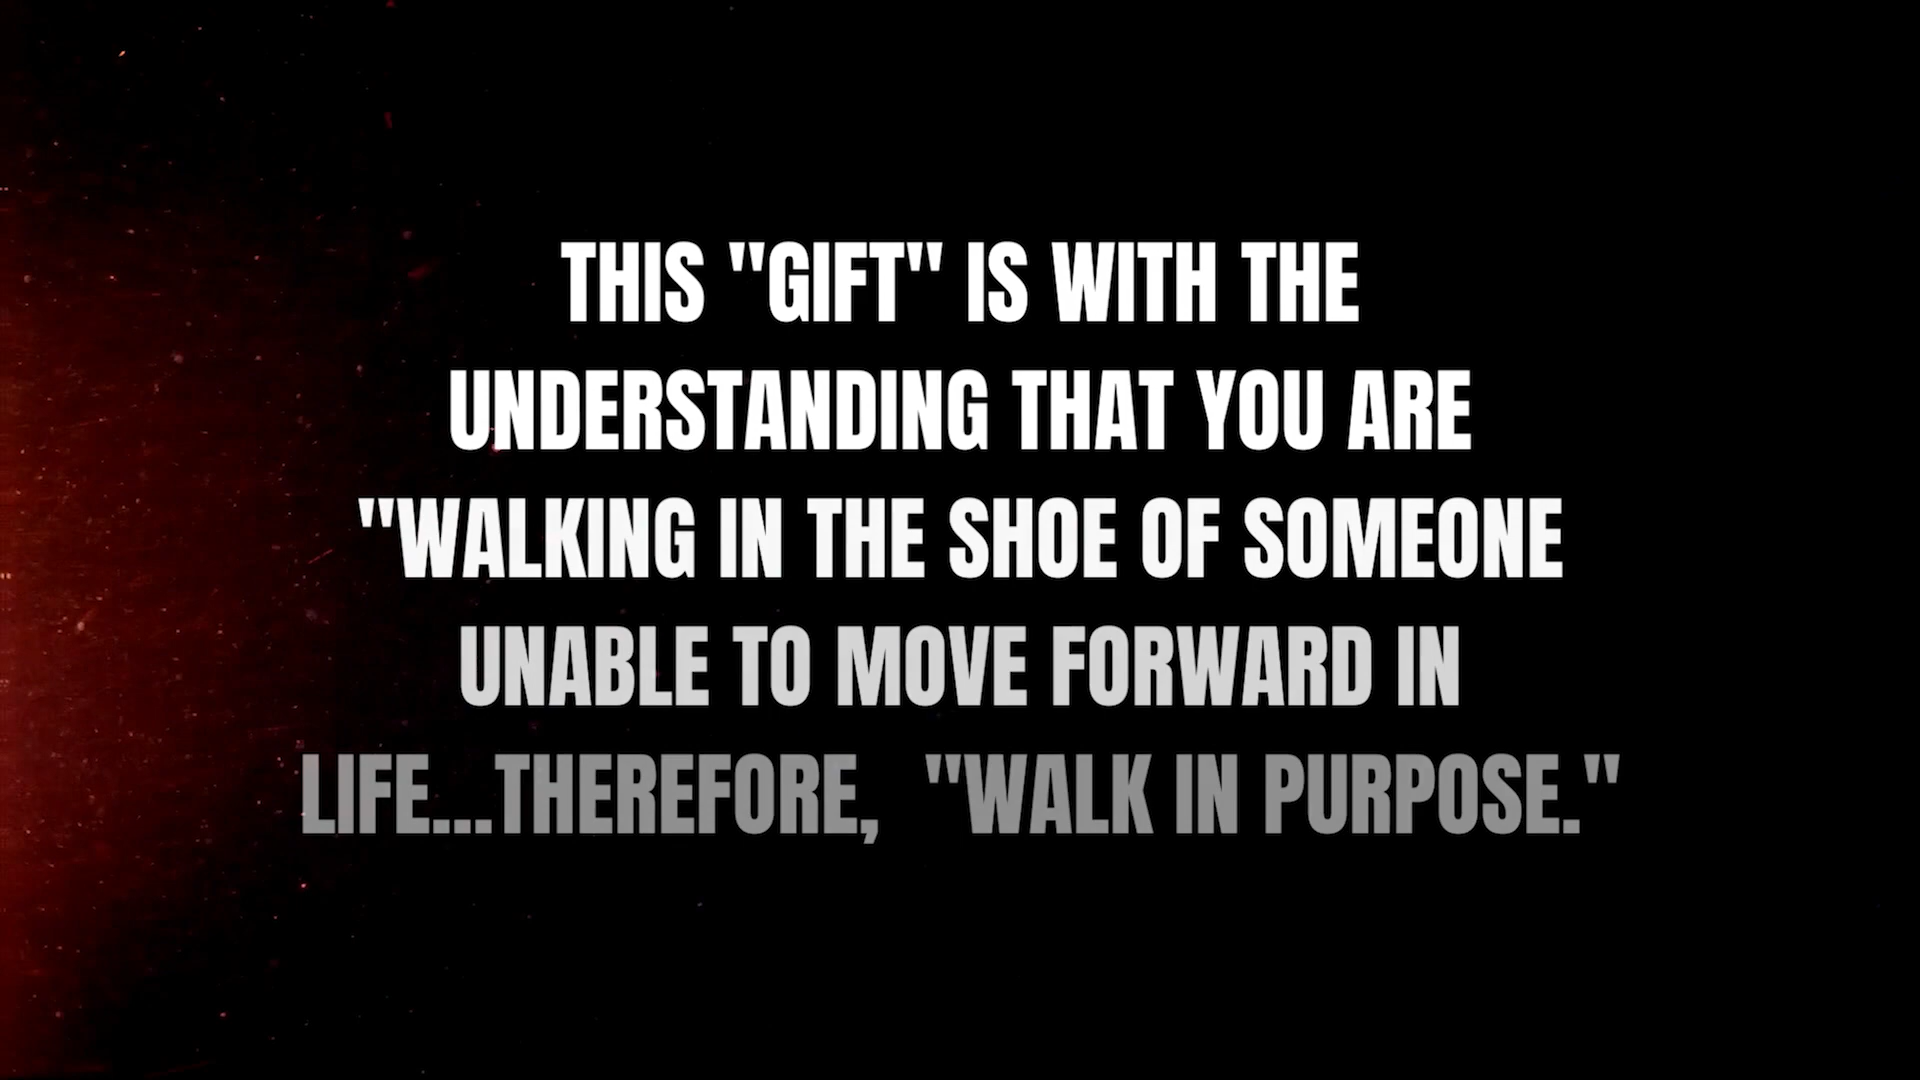 THIS "GIFT" IS WITH THE
UNDERSTANDING THAT YOU ARE
"WALKING IN THE SHOE OF SOMEONE
UNABLE TO MOVE FORWARD IN
LIFE...THEREFORE,  "WALK IN PURPOSE."